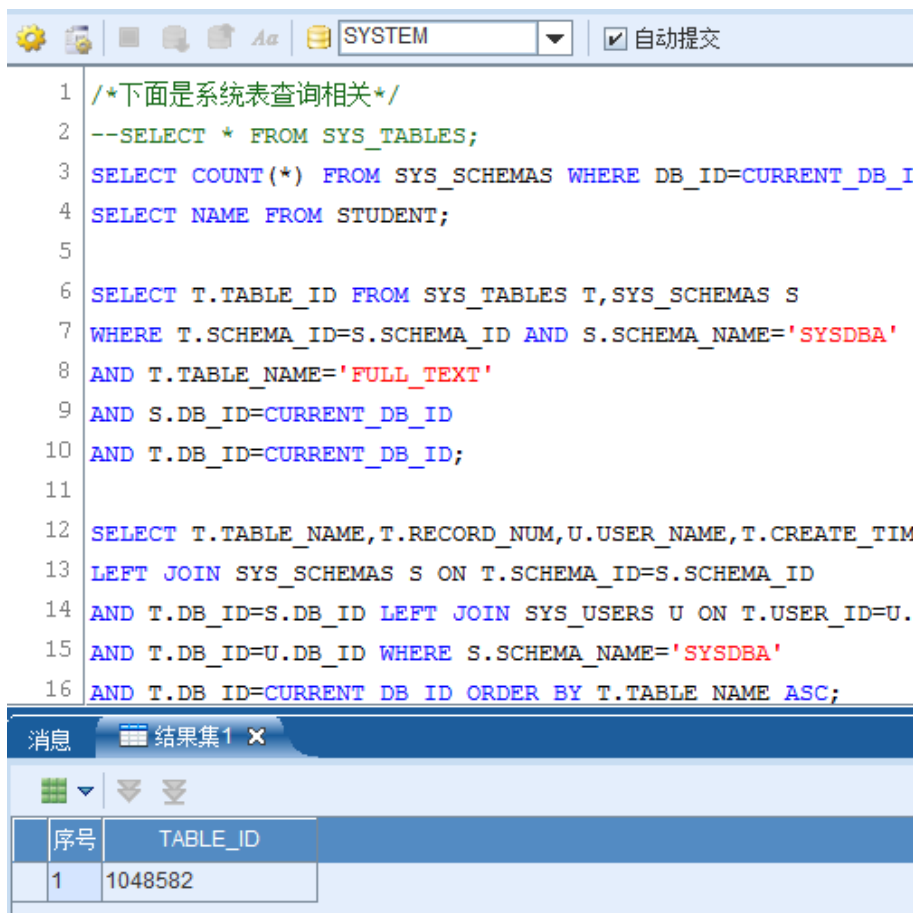 Aa SYSTEM 自动提交
1 /*下面是系统表查询相关*/
2 --SELECT * FROM SYS_TABLES;
3 SELECT COUNT(*) FROM SYS_SCHEMAS WHERE DB_ID=CURRENT_DB_I
4 SELECT NAME FROM STUDENT;
5
6 SELECT T.TABLE_ID FROM SYS_TABLES T,SYS_SCHEMAS S
7 WHERE T.SCHEMA_ID=S.SCHEMA_ID AND S.SCHEMA_NAME='SYSDBA'
8 AND T.TABLE_NAME='FULL_TEXT'
9 AND S.DB_ID=CURRENT_DB_ID
10 AND T.DB_ID=CURRENT_DB_ID;
11
12 SELECT T.TABLE_NAME,T.RECORD_NUM,U.USER_NAME,T.CREATE_TIM
13 LEFT JOIN SYS_SCHEMAS S ON T.SCHEMA_ID=S.SCHEMA_ID
14 AND T.DB_ID=S.DB_ID LEFT JOIN SYS_USERS U ON T.USER_ID=U.
15 AND T.DB_ID=U.DB_ID WHERE S.SCHEMA_NAME='SYSDBA'
16 AND T.DB_ID=CURRENT_DB_ID ORDER BY T.TABLE_NAME ASC;
消息 结果集1
序号 TABLE_ID
1 1048582